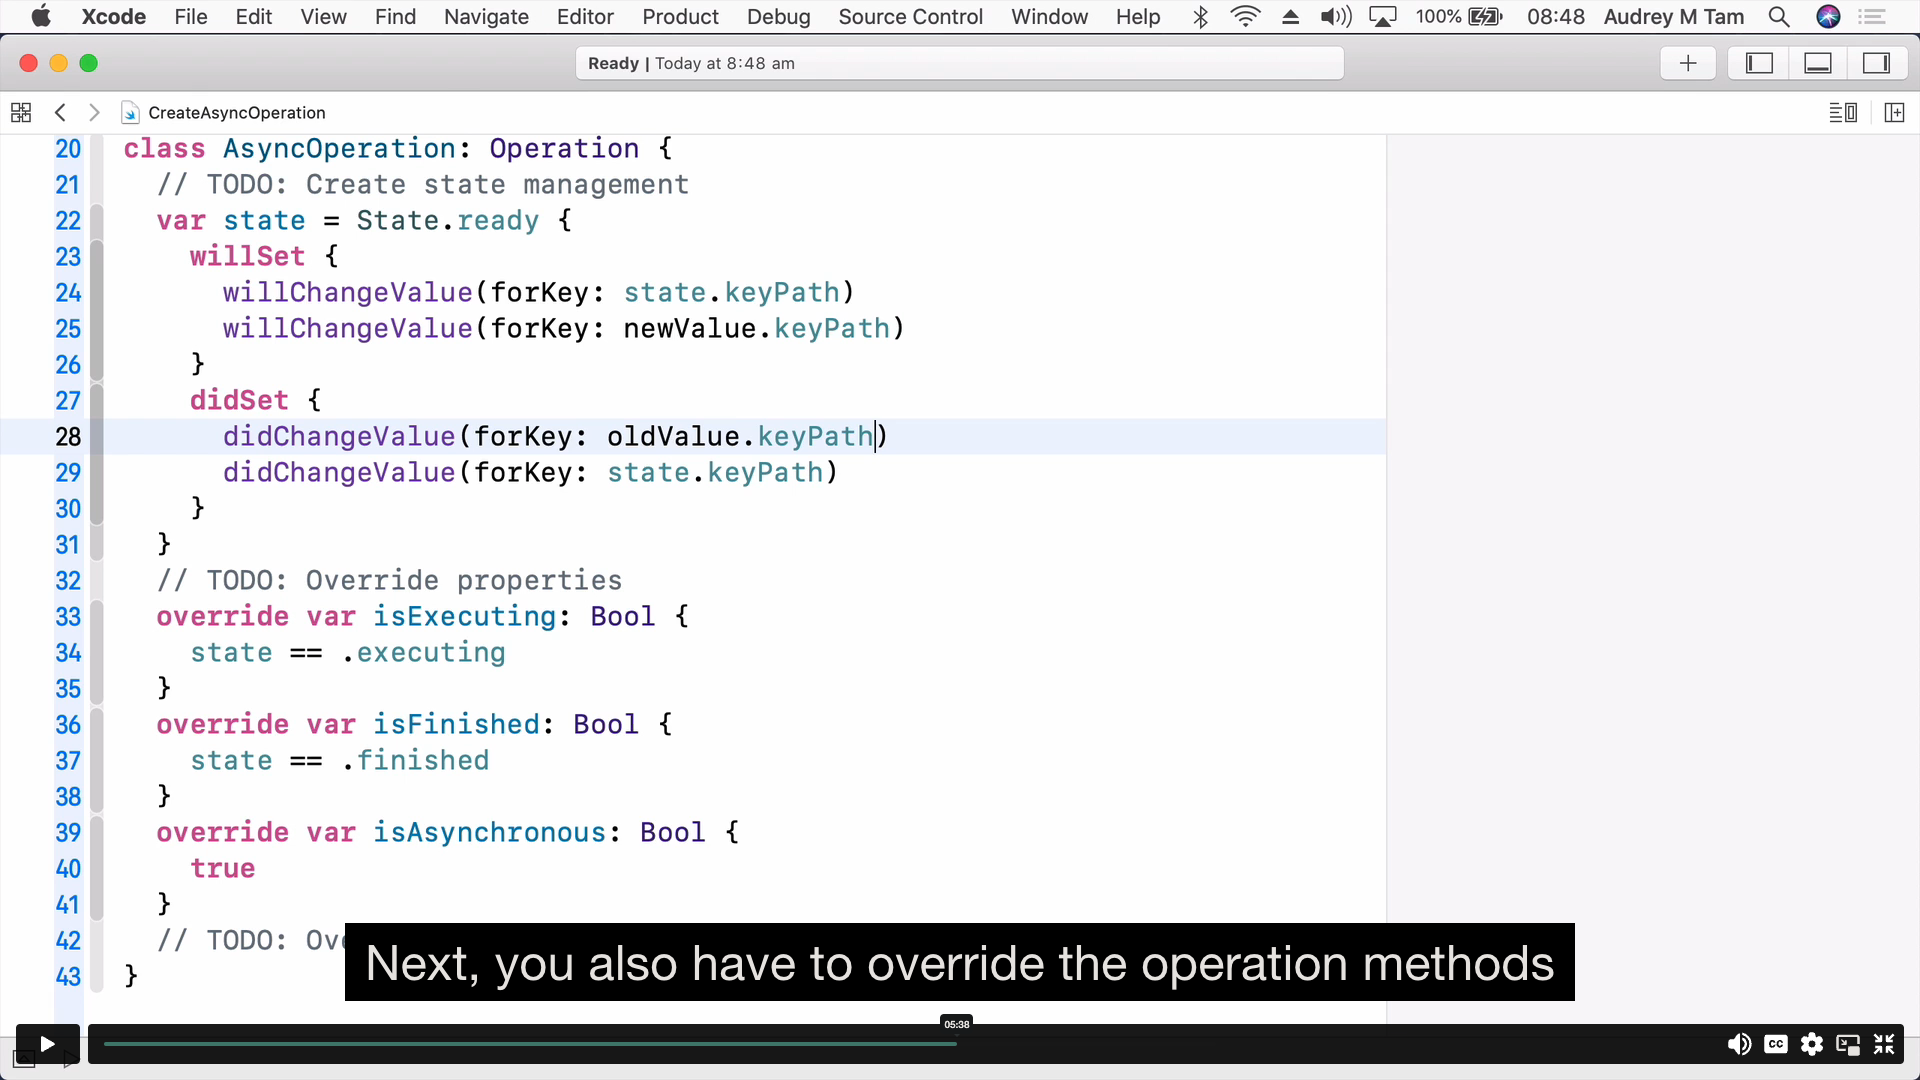 Xcode File Edit View Find Navigate Editor Product Debug Source Control Window Help 100% 08:48 Audrey M Tam
Ready | Today at 8:48 am
CreateAsyncOperation
20 class AsyncOperation: Operation {
21 // TODO: Create state management
22 var state = State.ready {
23 willSet {
24 willChangeValue(forKey: state.keyPath)
25 willChangeValue(forKey: newValue.keyPath)
26 }
27 didSet {
28 didChangeValue(forKey: oldValue.keyPath)
29 didChangeValue(forKey: state.keyPath)
30 }
31 }
32 // TODO: Override properties
33 override var isExecuting: Bool {
34 state == .executing
35 }
36 override var isFinished: Bool {
37 state == .finished
38 }
39 override var isAsynchronous: Bool {
40 true
41 }
42 // TODO: Ov
43 }
Next, you also have to override the operation methods
05:38
CC